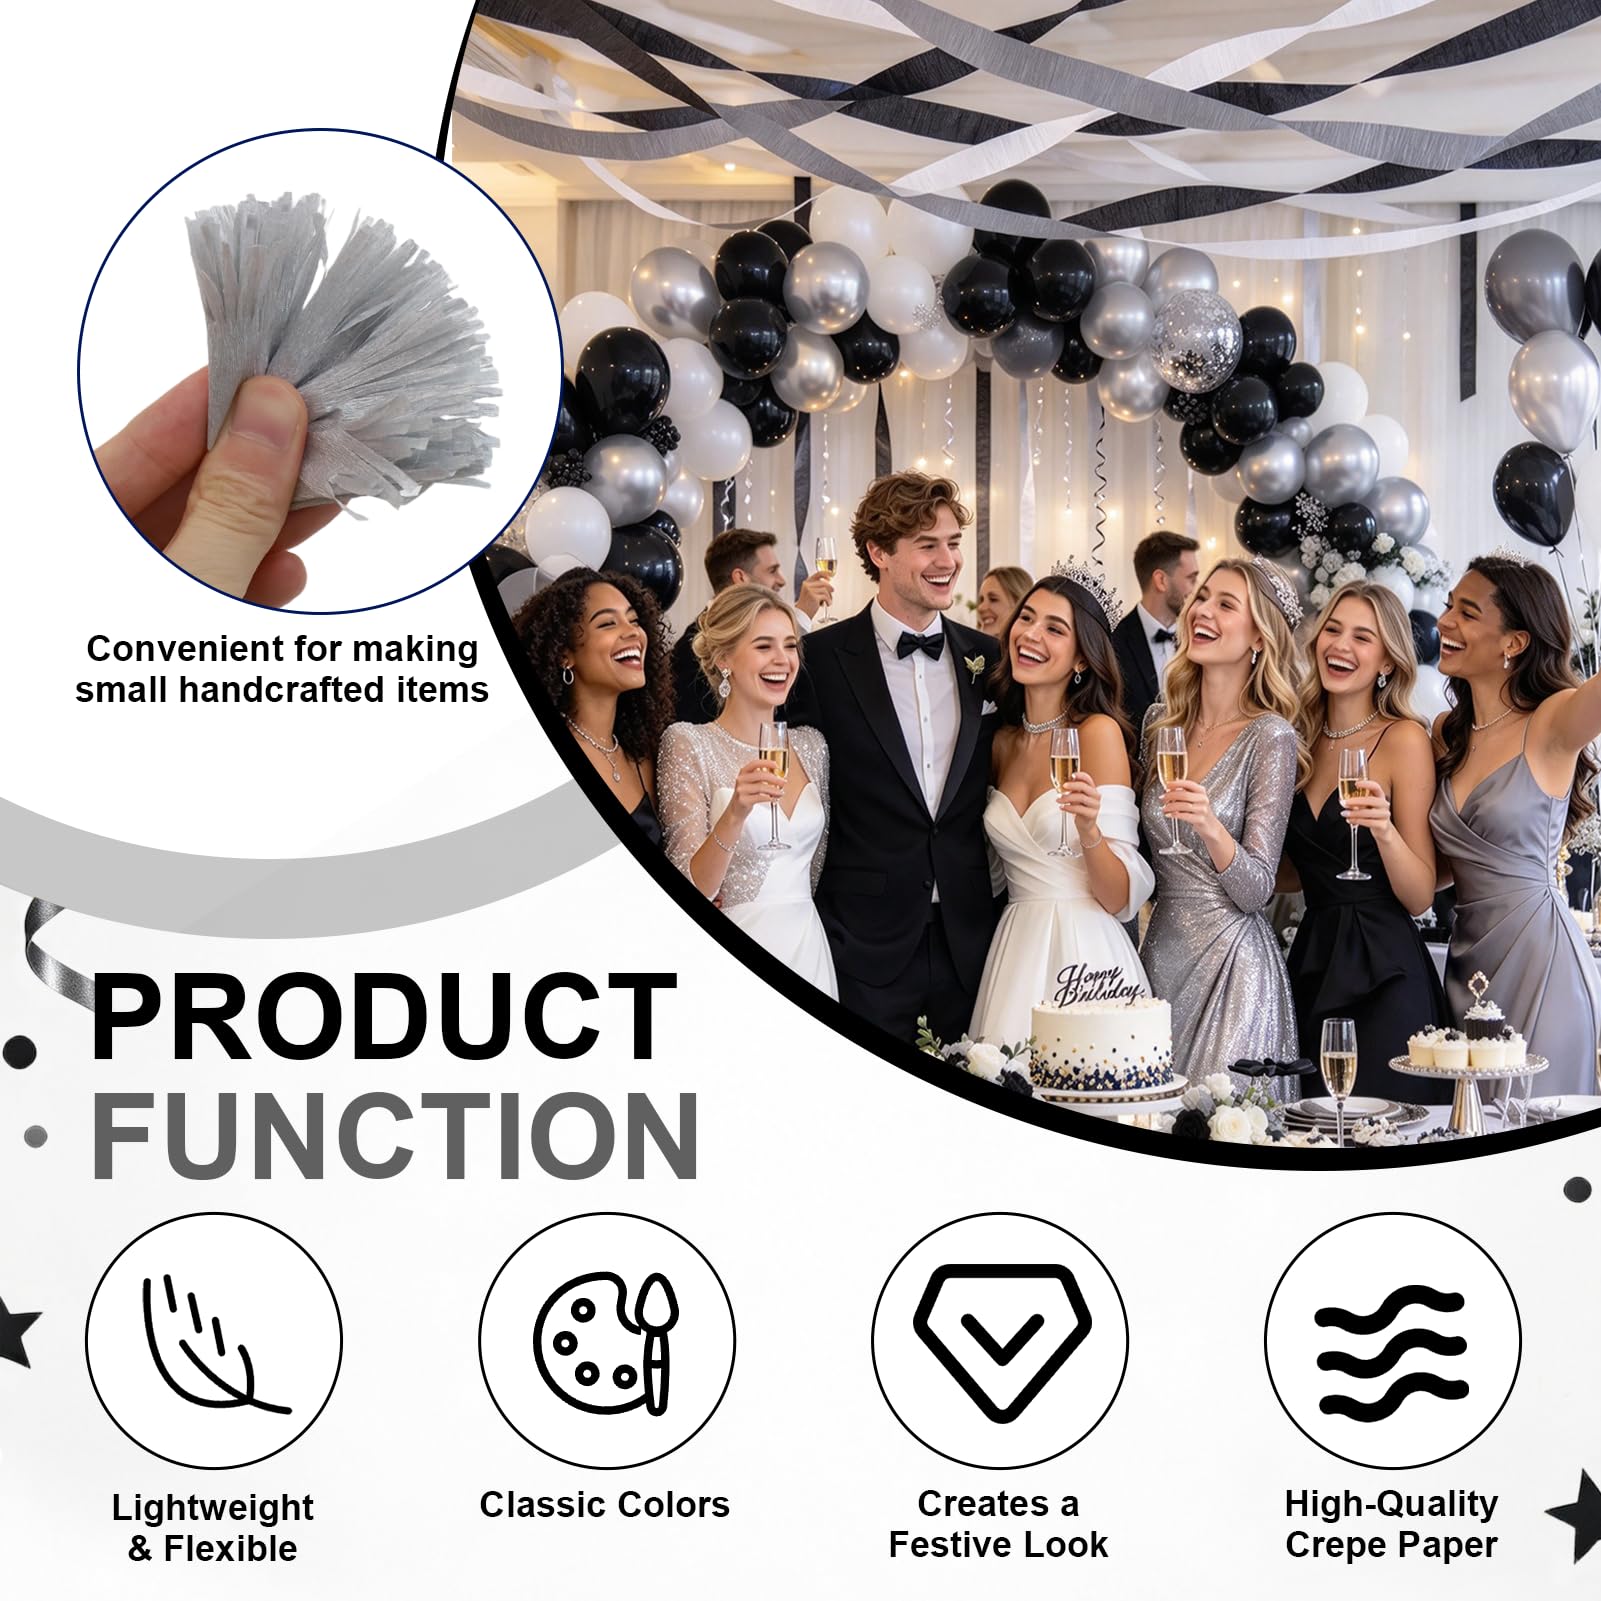 Convenient for making
small handcrafted items
Happy
Birthday
PRODUCT
FUNCTION
Lightweight
& Flexible
Classic Colors
Creates a
Festive Look
High-Quality
Crepe Paper